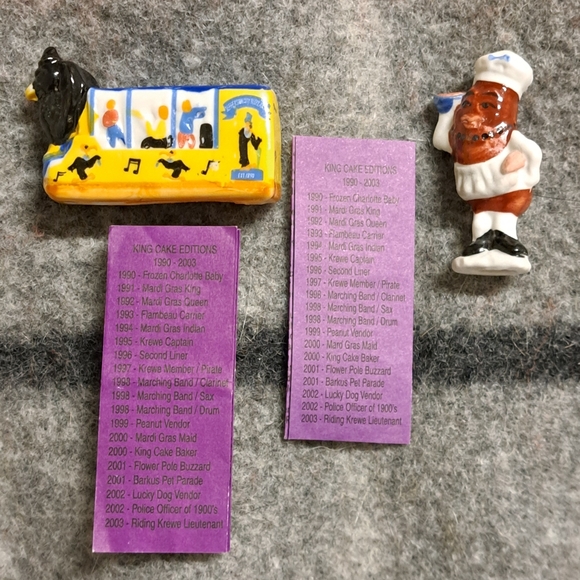 KING CAKE EDITIONS
1990 - 2003
1990 - Frozen Charlotte Baby
1991 - Mardi Gras King
1992 - Mardi Gras Queen
1993 - Flambeau Carrier
1994 - Mardi Gras Indian
1995 - Krewe Captain
1996 - Second Liner
1997 - Krewe Member / Pirate
1998 - Marching Band / Clarinet
1998 - Marching Band / Sax
1998 - Marching Band / Drum
1999 - Peanut Vendor
2000 - Mardi Gras Maid
2000 - King Cake Baker
2001 - Flower Pole Buzzard
2001 - Barkus Pet Parade
2002 - Lucky Dog Vendor
2002 - Police Officer of 1900's
2003 - Riding Krewe Lieutenant
KING CAKE EDITIONS
1990 - 2003
1990 - Frozen Charlotte Baby
1991 - Mardi Gras King
1992 - Mardi Gras Queen
1993 - Flambeau Carrier
1994 - Mardi Gras Indian
1995 - Krewe Captain
1996 - Second Liner
1997 - Krewe Member / Pirate
1998 - Marching Band / Clarinet
1998 - Marching Band / Sax
1998 - Marching Band / Drum
1999 - Peanut Vendor
2000 - Mardi Gras Maid
2000 - King Cake Baker
2001 - Flower Pole Buzzard
2001 - Barkus Pet Parade
2002 - Lucky Dog Vendor
2002 - Police Officer of 1900's
2003 - Riding Krewe Lieutenant